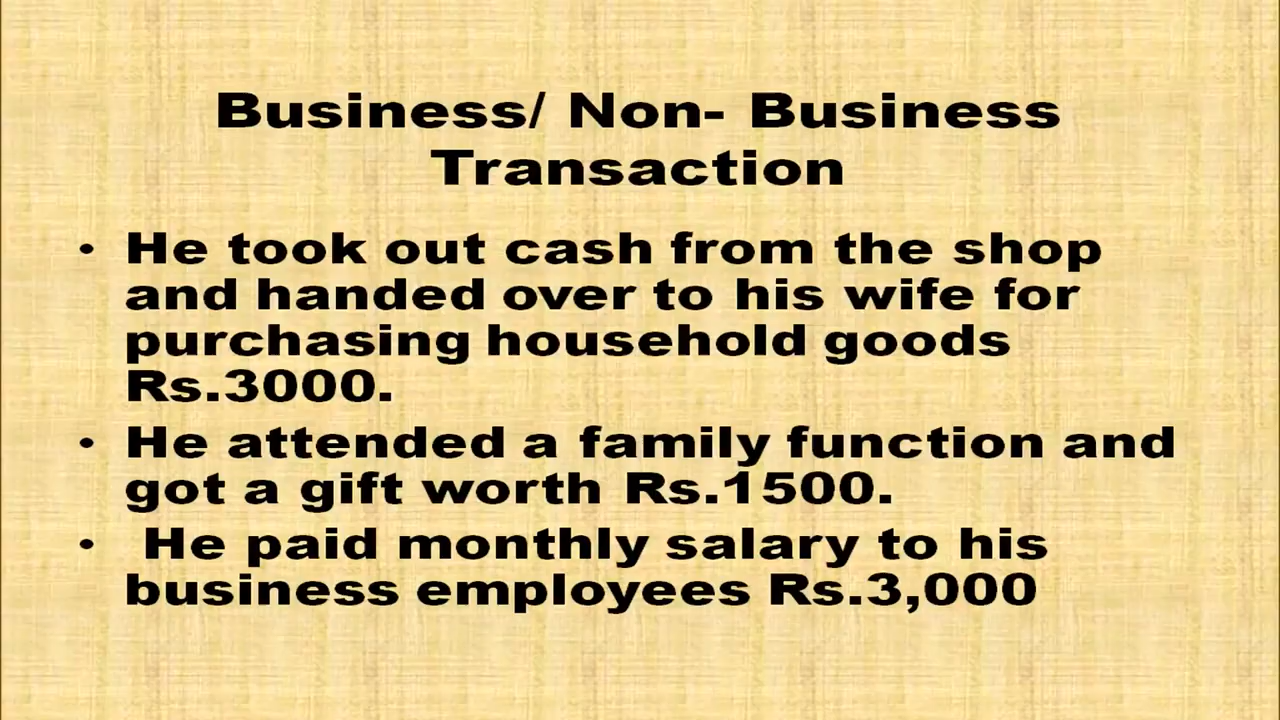 Business/ Non- Business
Transaction
• He took out cash from the shop
and handed over to his wife for
purchasing household goods
Rs.3000.
• He attended a family function and
got a gift worth Rs.1500.
• He paid monthly salary to his
business employees Rs.3,000